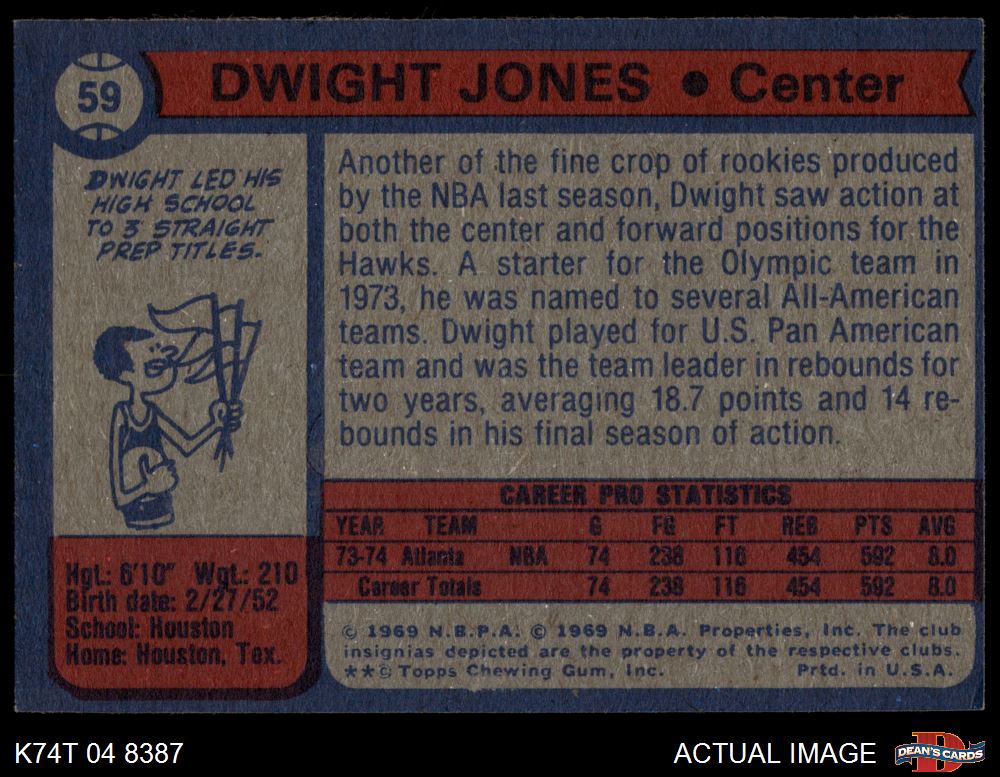 59
DWIGHT JONES • Center
DWIGHT LED HIS
HIGH SCHOOL
TO 3 STRAIGHT
PREP TITLES.
Another of the fine crop of rookies produced
by the NBA last season, Dwight saw action at
both the center and forward positions for the
Hawks. A starter for the Olympic team in
1973, he was named to several All-American
teams. Dwight played for U.S. Pan American
team and was the team leader in rebounds for
two years, averaging 18.7 points and 14 re-
bounds in his final season of action.
Hgt.: 6'10" Wgt.: 210
Birth date: 2/27/52
School: Houston
Home: Houston, Tex.
CAREER PRO STATISTICS
YEAR TEAM G FG FT REB PTS AVG
73-74 Atlanta NBA 74 238 116 454 592 8.0
Career Totals 74 238 116 454 592 8.0
© 1969 N.B.P.A. © 1969 N.B.A. Properties, Inc. The club
insignias depicted are the property of the respective clubs.
**© Topps Chewing Gum, Inc. Prtd. in U.S.A.
K74T 04 8387
ACTUAL IMAGE
D
DEAN'S CARDS